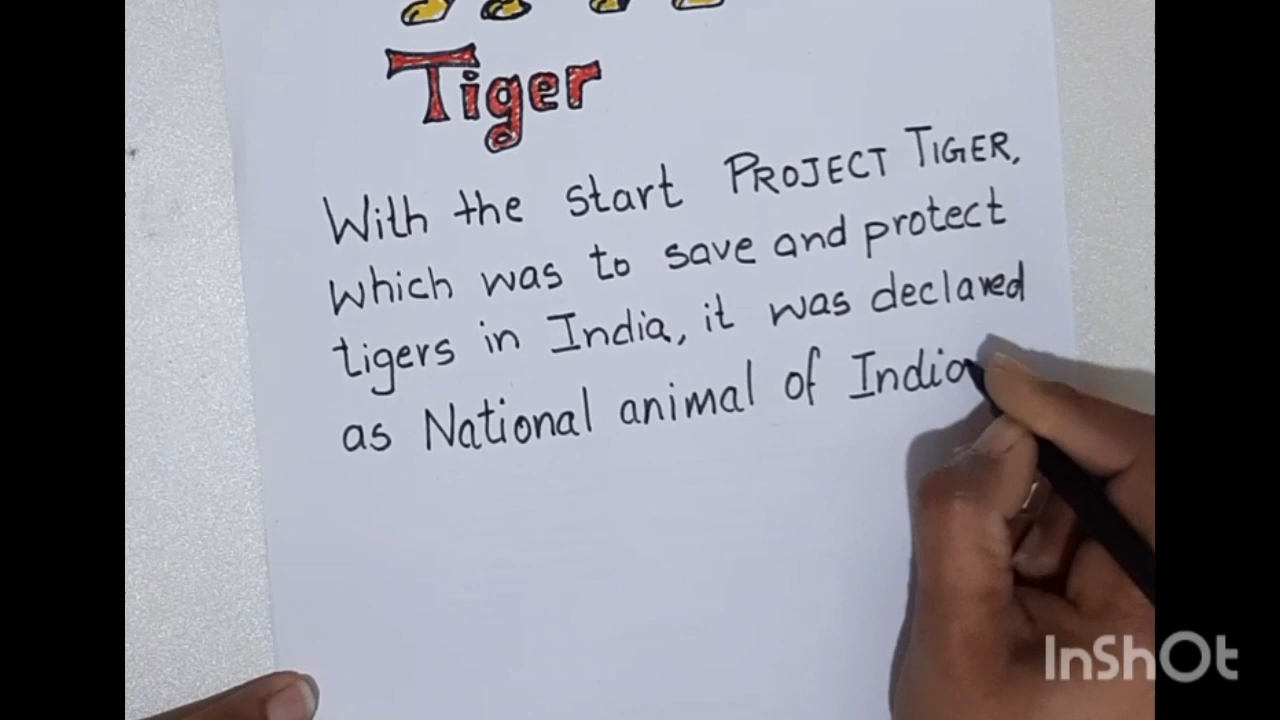 Tiger
With the start PROJECT TIGER,
which was to save and protect
tigers in India, it was declared
as National animal of India
InShOt